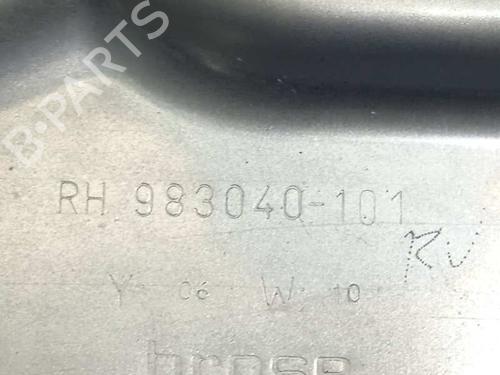 B-PARTS
RH 983040-101
RV
Y 06 W 10
brose